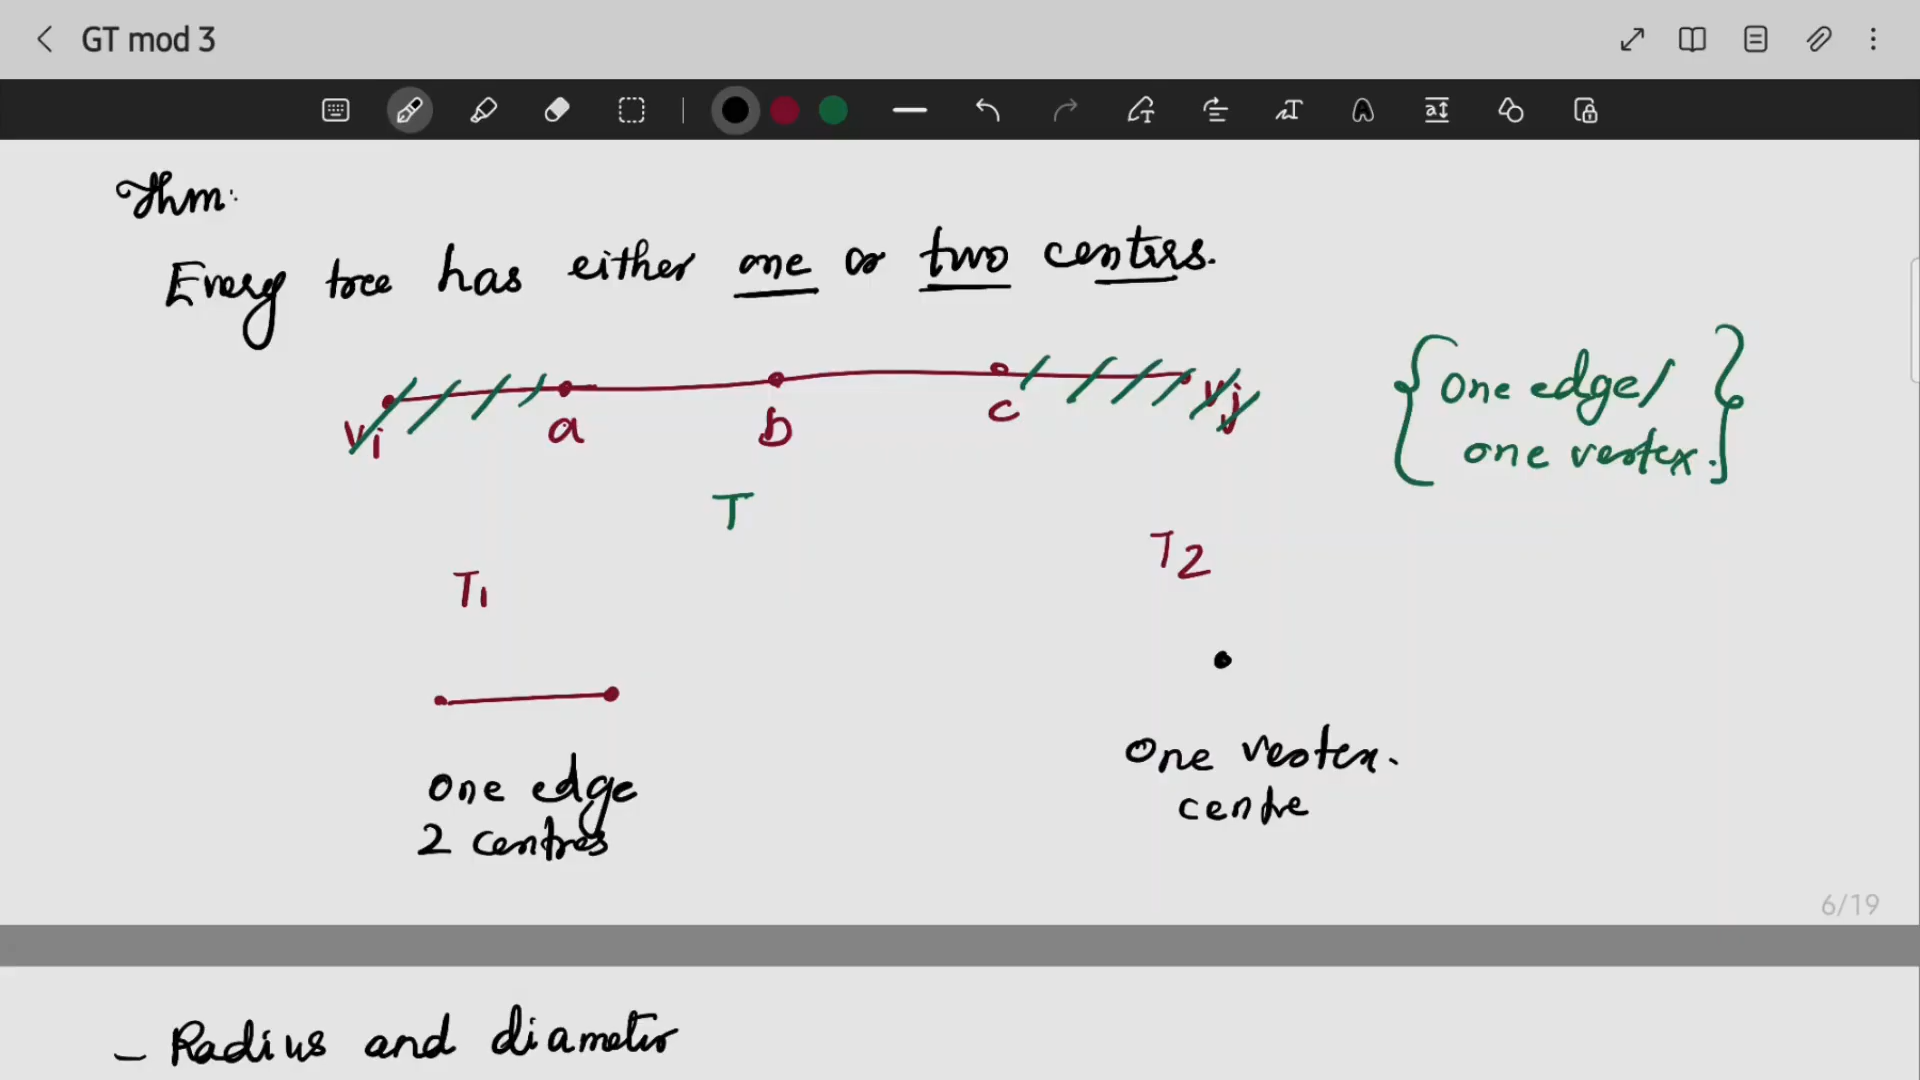 GT mod 3
Thm:
Every tree has either one or two centers.
vi a b c vj
{ one edge/
one vertex. }
T
T1
T2
one edge
2 centres
One vertex.
centre
6/19
- Radius and diameter